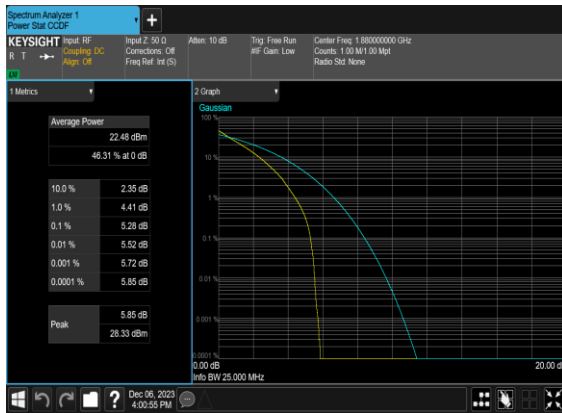 Spectrum Analyzer 1
Power Stat CCDF
KEYSIGHT
R T
Input: RF
Coupling: DC
Align: Off
Input Z: 50 Ω
Corrections: Off
Freq Ref: Int (S)
Atten: 10 dB
Trig: Free Run
#IF Gain: Low
Center Freq: 1.880000000 GHz
Counts: 1.00 M/1.00 Mpt
Radio Std: None
1 Metrics
Average Power
22.48 dBm
46.31 % at 0 dB
10.0 % 2.35 dB
1.0 % 4.41 dB
0.1 % 5.28 dB
0.01 % 5.52 dB
0.001 % 5.72 dB
0.0001 % 5.85 dB
Peak
5.85 dB
28.33 dBm
2 Graph
Gaussian
100 %
10 %
1 %
0.1 %
0.01 %
0.001 %
0.0001 %
0.00 dB
20.00 dB
Info BW 25.000 MHz
?
Dec 06, 2023
4:00:55 PM